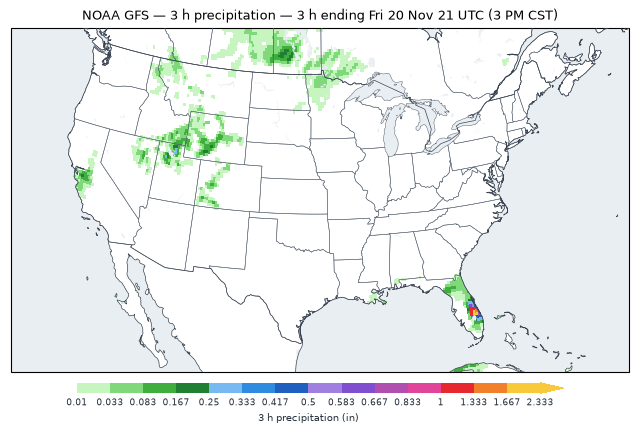 NOAA GFS — 3 h precipitation — 3 h ending Fri 20 Nov 21 UTC (3 PM CST)
0.01 0.033 0.083 0.167 0.25 0.333 0.417 0.5 0.583 0.667 0.833 1 1.333 1.667 2.333
3 h precipitation (in)